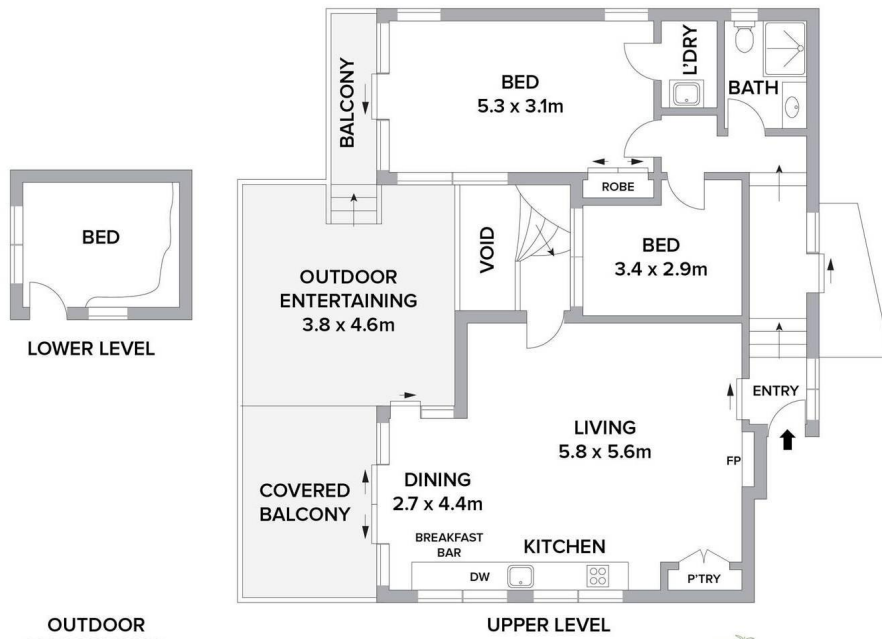 BALCONY
BED
5.3 x 3.1m
L'DRY
BATH
ROBE
BED
LOWER LEVEL
OUTDOOR
ENTERTAINING
3.8 x 4.6m
VOID
BED
3.4 x 2.9m
ENTRY
LIVING
5.8 x 5.6m
FP
COVERED
BALCONY
DINING
2.7 x 4.4m
BREAKFAST
BAR
KITCHEN
DW
P'TRY
OUTDOOR
UPPER LEVEL